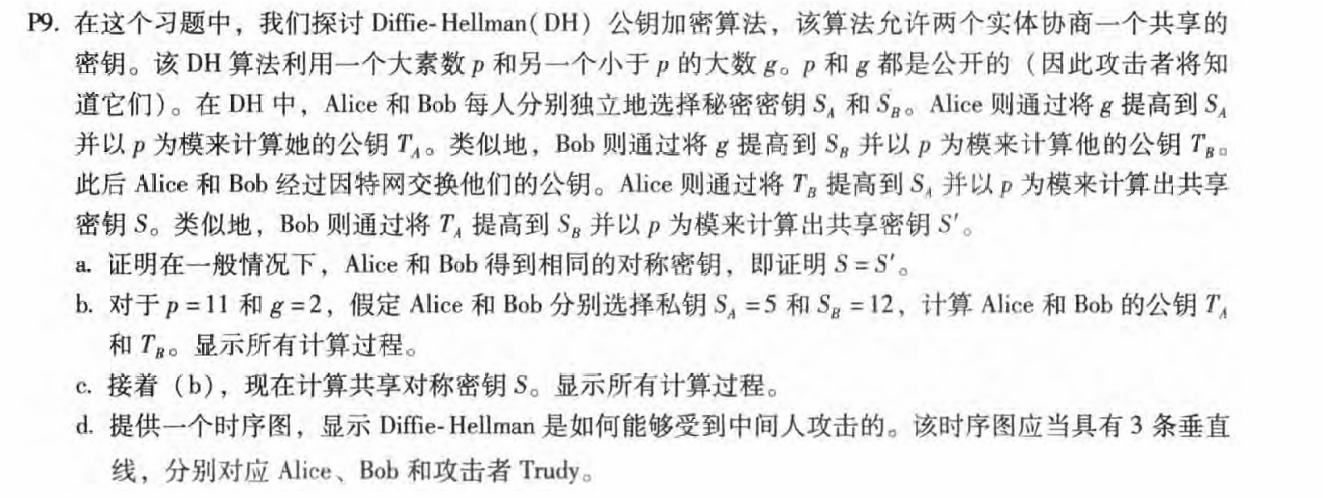 P9. 在这个习题中，我们探讨 Diffie-Hellman(DH) 公钥加密算法，该算法允许两个实体协商一个共享的
密钥。该 DH 算法利用一个大素数 p 和另一个小于 p 的大数 g。p 和 g 都是公开的（因此攻击者将知
道它们）。在 DH 中，Alice 和 Bob 每人分别独立地选择秘密密钥 S_A 和 S_B。Alice 则通过将 g 提高到 S_A
并以 p 为模来计算她的公钥 T_A。类似地，Bob 则通过将 g 提高到 S_B 并以 p 为模来计算他的公钥 T_B。
此后 Alice 和 Bob 经过因特网交换他们的公钥。Alice 则通过将 T_B 提高到 S_A 并以 p 为模来计算出共享
密钥 S。类似地，Bob 则通过将 T_A 提高到 S_B 并以 p 为模来计算出共享密钥 S′。
a. 证明在一般情况下，Alice 和 Bob 得到相同的对称密钥，即证明 S = S′。
b. 对于 p = 11 和 g = 2，假定 Alice 和 Bob 分别选择私钥 S_A = 5 和 S_B = 12，计算 Alice 和 Bob 的公钥 T_A
和 T_B。显示所有计算过程。
c. 接着（b），现在计算共享对称密钥 S。显示所有计算过程。
d. 提供一个时序图，显示 Diffie-Hellman 是如何能够受到中间人攻击的。该时序图应当具有 3 条垂直
线，分别对应 Alice、Bob 和攻击者 Trudy。